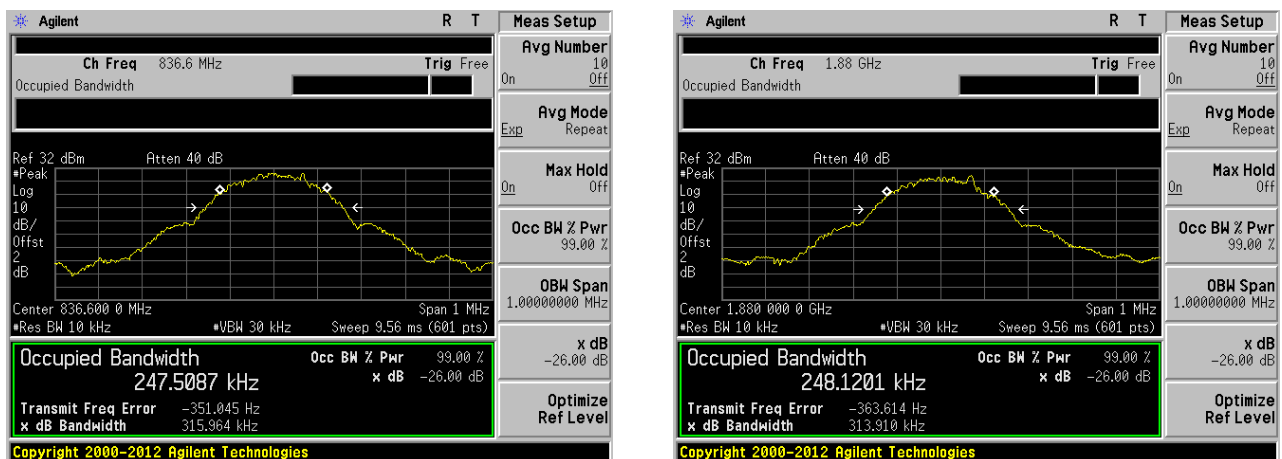 Agilent R T Meas Setup
Avg Number
10
On Off
Ch Freq 836.6 MHz Trig Free
Occupied Bandwidth
Avg Mode
Exp Repeat
Ref 32 dBm Atten 40 dB
#Peak
Log
10
dB/
Offst
2
dB
Max Hold
On Off
Occ BW % Pwr
99.00 %
OBW Span
1.00000000 MHz
Center 836.600 0 MHz Span 1 MHz
#Res BW 10 kHz #VBW 30 kHz Sweep 9.56 ms (601 pts)
x dB
-26.00 dB
Occupied Bandwidth Occ BW % Pwr 99.00 %
247.5087 kHz x dB -26.00 dB
Transmit Freq Error -351.045 Hz
x dB Bandwidth 315.964 kHz
Optimize
Ref Level
Copyright 2000-2012 Agilent Technologies
Agilent R T Meas Setup
Avg Number
10
On Off
Ch Freq 1.88 GHz Trig Free
Occupied Bandwidth
Avg Mode
Exp Repeat
Ref 32 dBm Atten 40 dB
#Peak
Log
10
dB/
Offst
2
dB
Max Hold
On Off
Occ BW % Pwr
99.00 %
OBW Span
1.00000000 MHz
Center 1.880 000 0 GHz Span 1 MHz
#Res BW 10 kHz #VBW 30 kHz Sweep 9.56 ms (601 pts)
x dB
-26.00 dB
Occupied Bandwidth Occ BW % Pwr 99.00 %
248.1201 kHz x dB -26.00 dB
Transmit Freq Error -363.614 Hz
x dB Bandwidth 313.910 kHz
Optimize
Ref Level
Copyright 2000-2012 Agilent Technologies